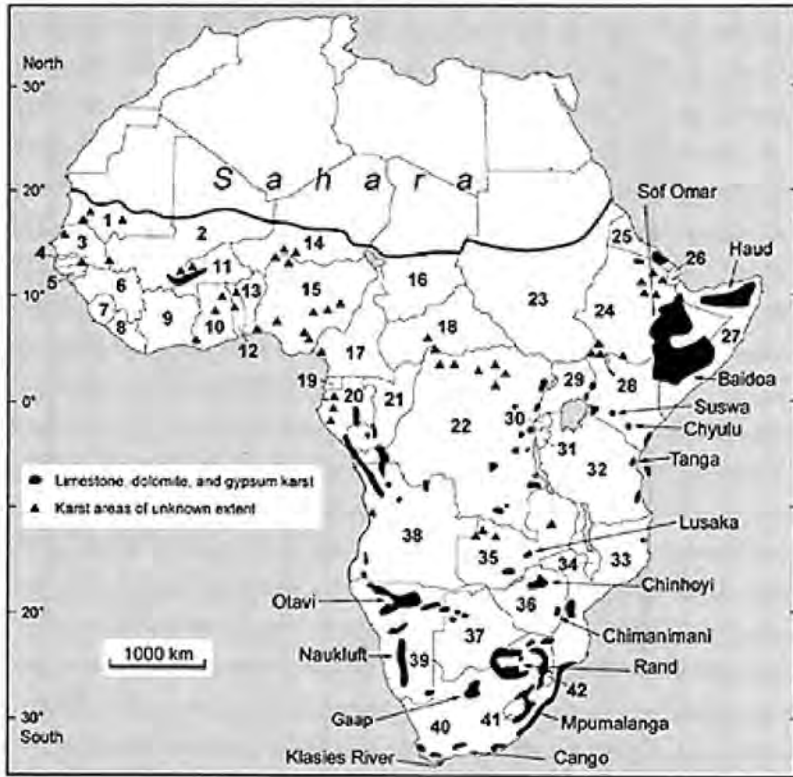 North
30°
20°
10°
0°
10°
20°
30°
South
Sahara
Sof Omar
Haud
Baidoa
Suswa
Chyulu
Tanga
Lusaka
Chinhoyi
Chimanimani
Rand
Mpumalanga
Cango
Klasies River
Gaap
Naukluft
Otavi
1
2
3
4
5
6
7
8
9
10
11
12
13
14
15
16
17
18
19
20
21
22
23
24
25
26
27
28
29
30
31
32
33
34
35
36
37
38
39
40
41
42
Limestone, dolomite, and gypsum karst
Karst areas of unknown extent
1000 km